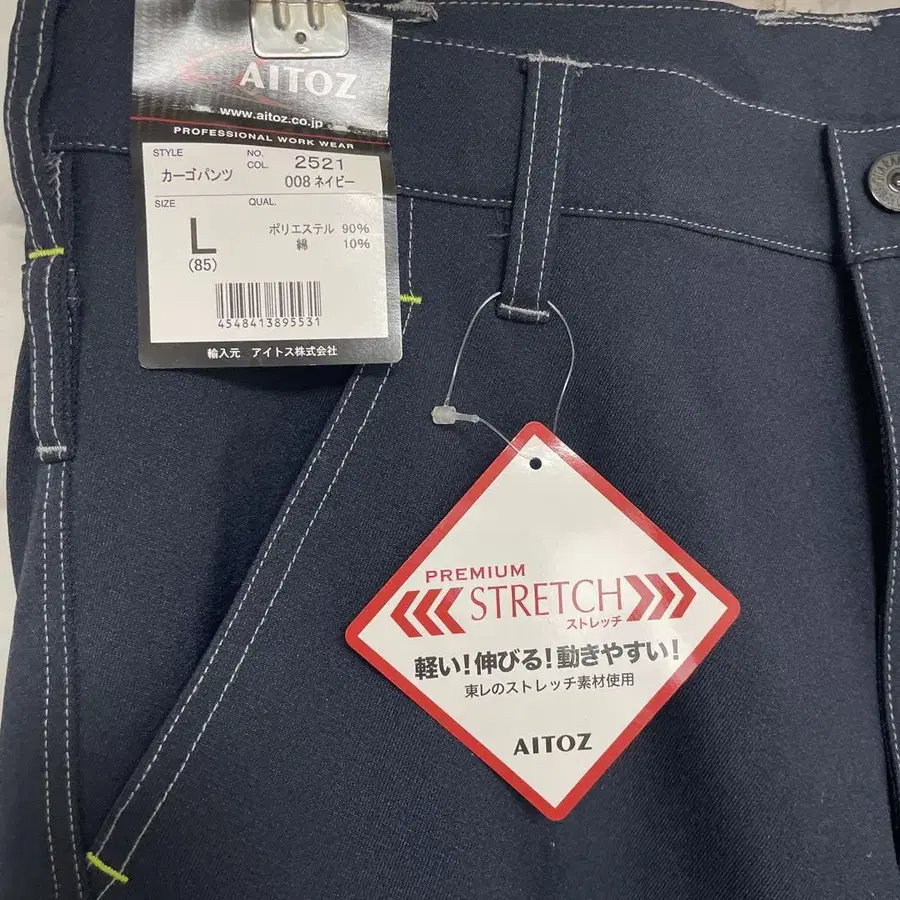 AITOZ
www.aitoz.co.jp
PROFESSIONAL WORK WEAR
STYLE NO. 2521
カーゴパンツ COL. 008 ネイビー
SIZE QUAL.
L ポリエステル 90%
(85) 綿 10%
4548413895531
輸入元 アイトス株式会社
PREMIUM
STRETCH
ストレッチ
軽い!伸びる!動きやすい!
東レのストレッチ素材使用
AITOZ